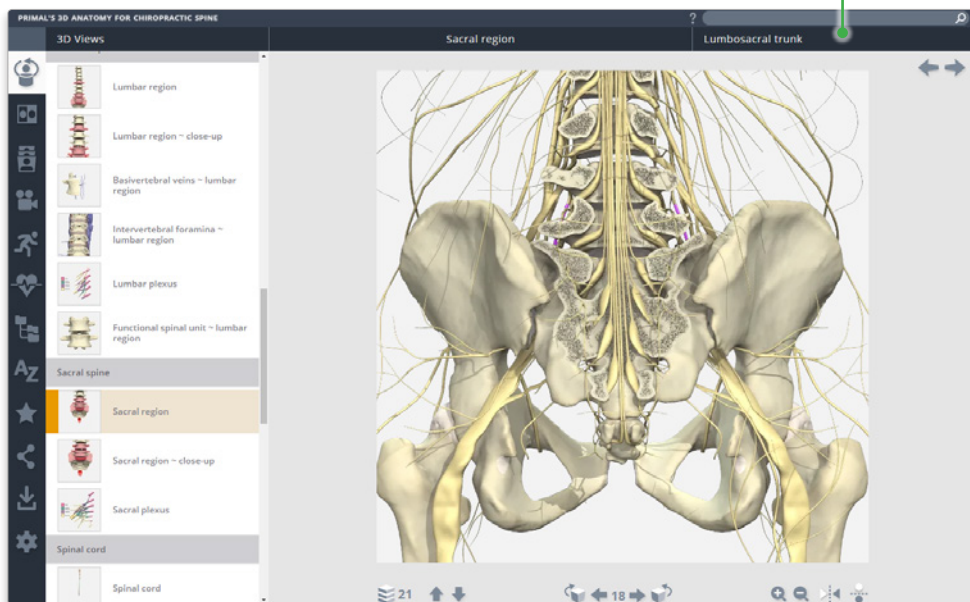 PRIMAL'S 3D ANATOMY FOR CHIROPRACTIC SPINE
?
3D Views
Sacral region
Lumbosacral trunk
Lumbar region
Lumbar region ~ close-up
Basivertebral veins ~ lumbar
region
Intervertebral foramina ~
lumbar region
Lumbar plexus
Functional spinal unit ~ lumbar
region
Sacral spine
Sacral region
Sacral region ~ close-up
Sacral plexus
Spinal cord
Spinal cord
AZ
21
18